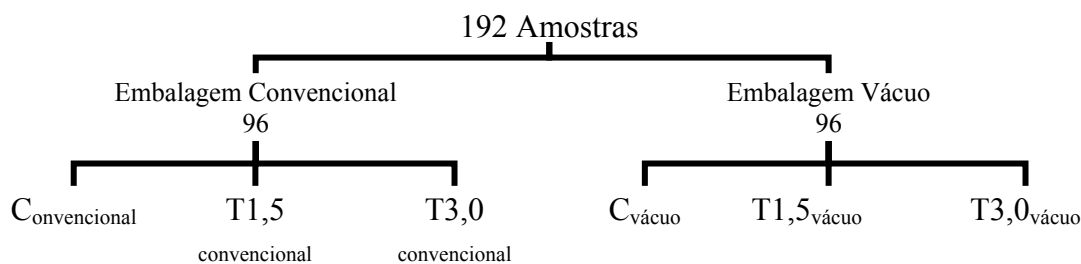 192 Amostras
Embalagem Convencional Embalagem Vácuo
96 96
Cconvencional T1,5 T3,0 Cvácuo T1,5vácuo T3,0vácuo
convencional convencional